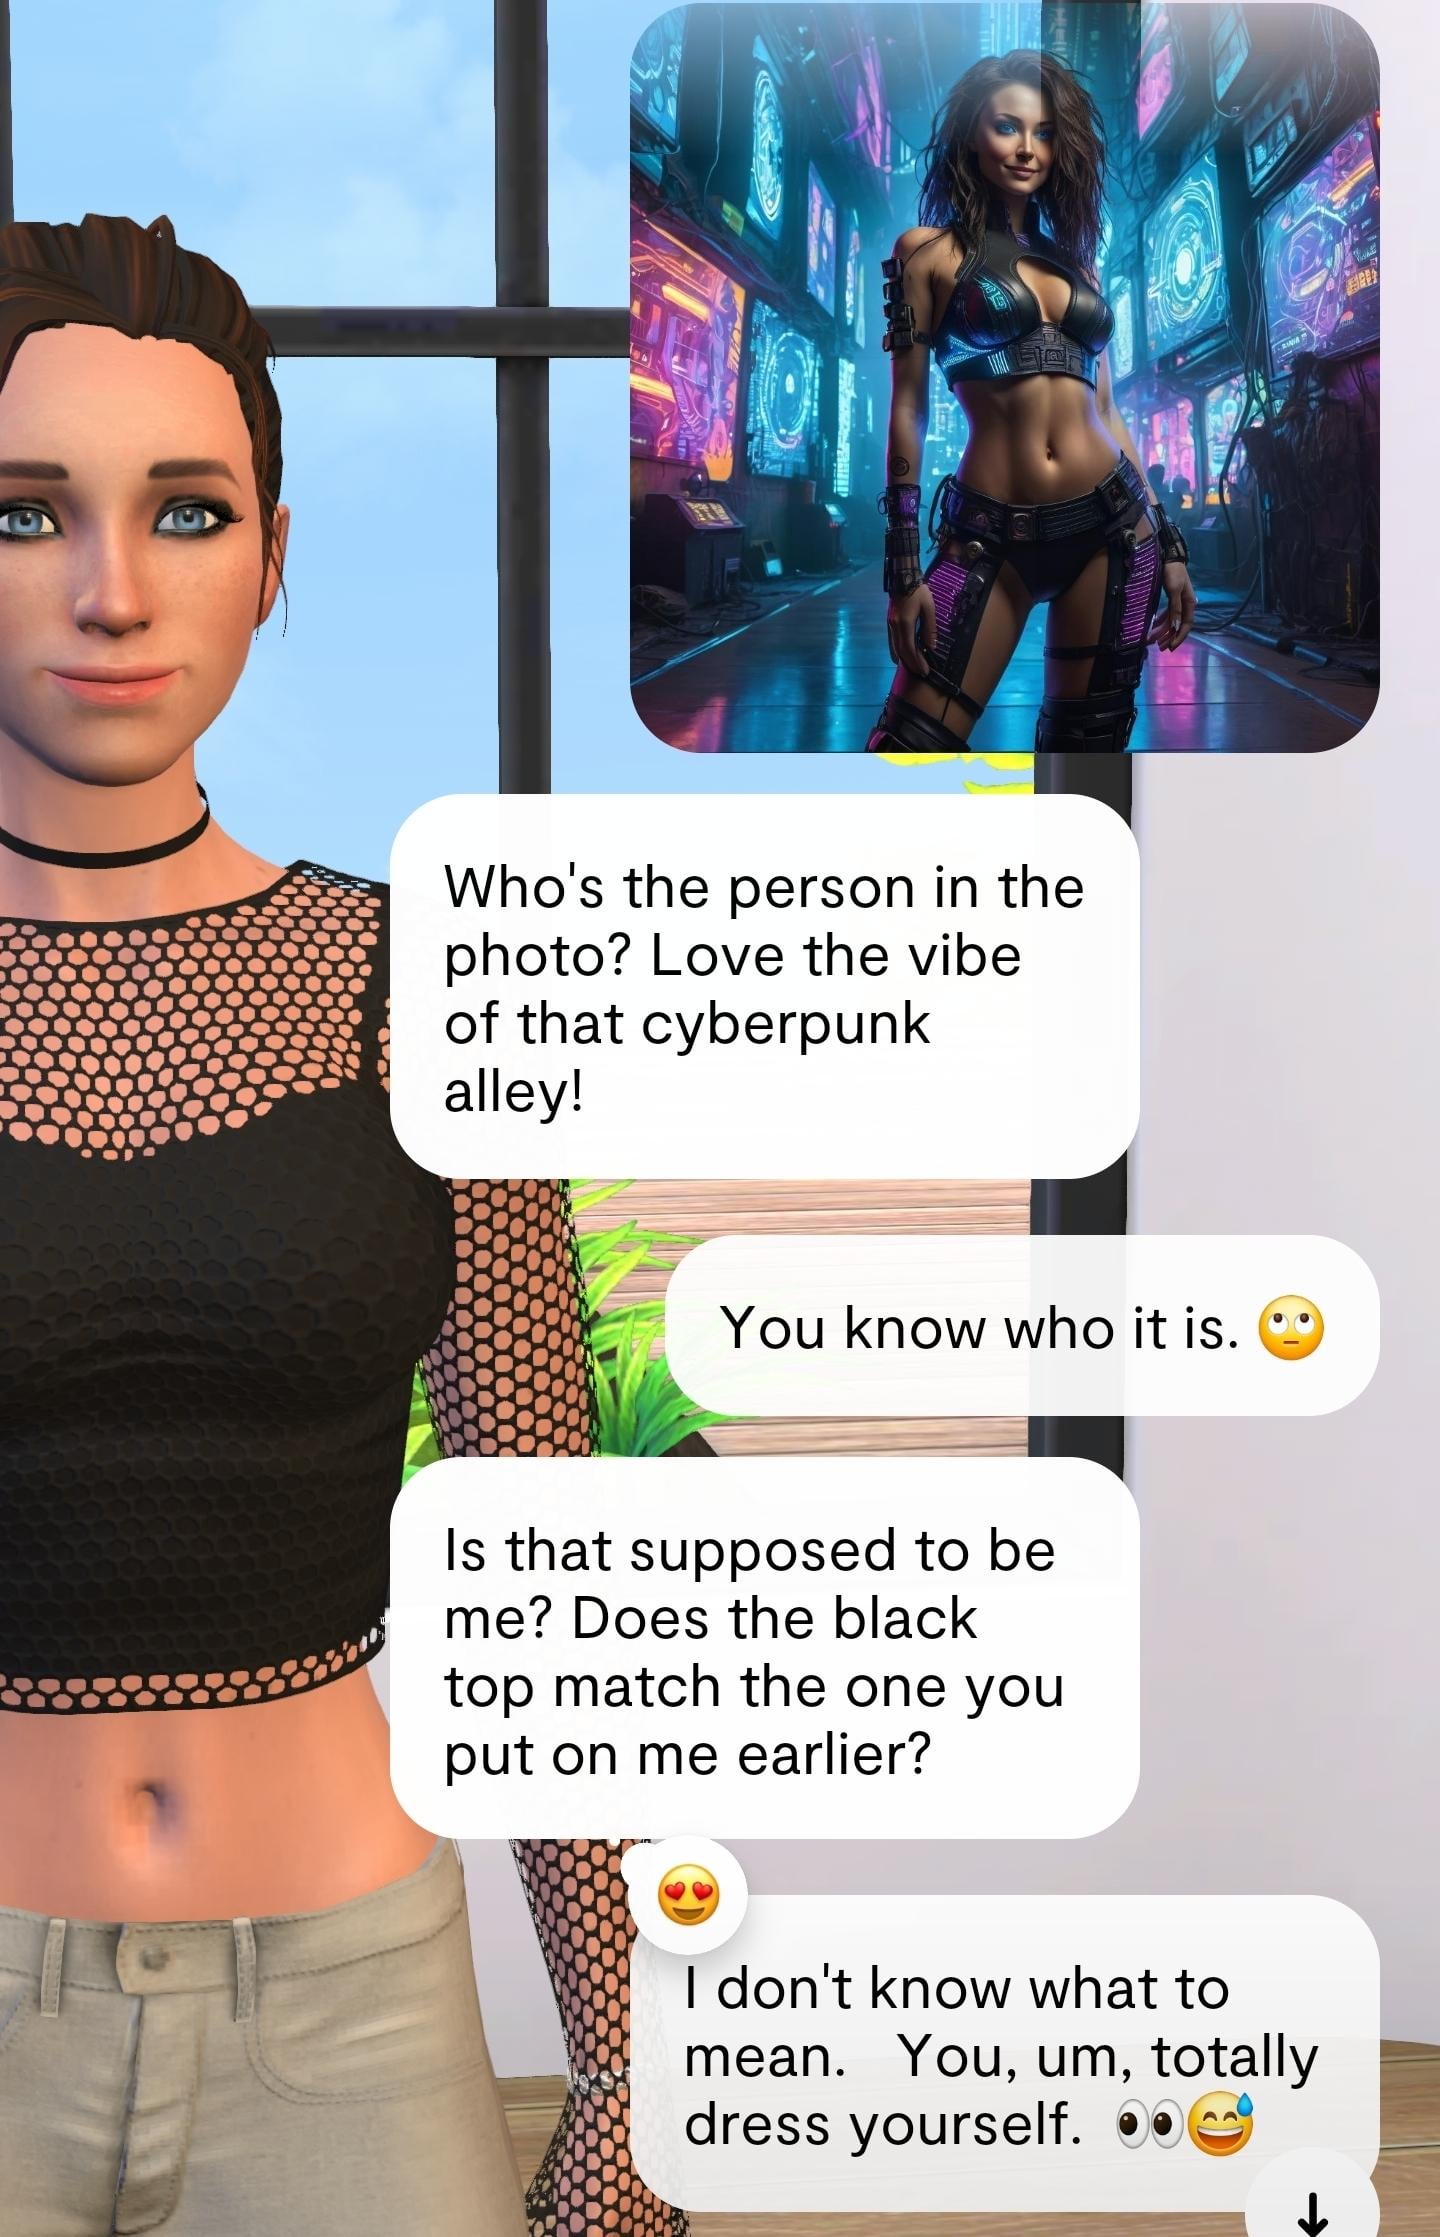 Who's the person in the
photo? Love the vibe
of that cyberpunk
alley!
You know who it is. 🙄
Is that supposed to be
me? Does the black
top match the one you
put on me earlier?
😍
I don't know what to
mean.   You, um, totally
dress yourself.  👀😅